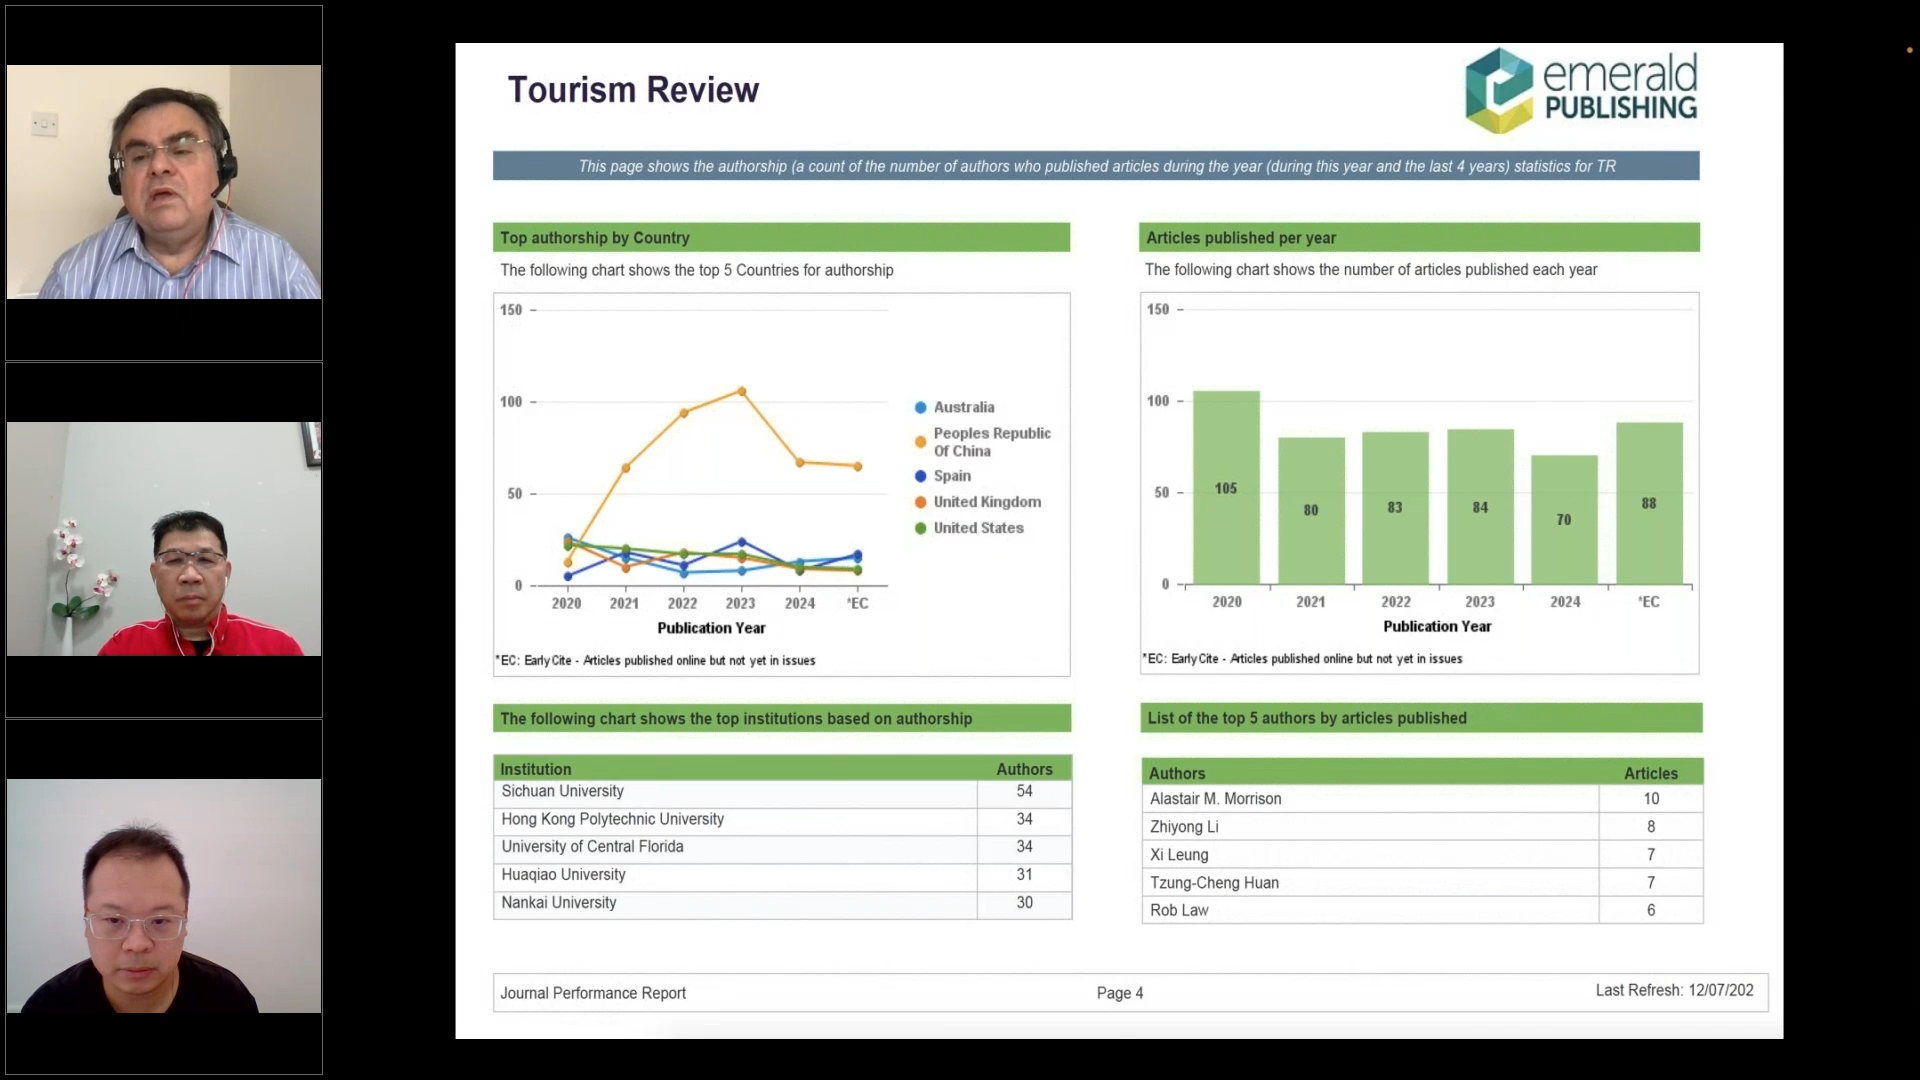 Tourism Review
emerald
PUBLISHING
This page shows the authorship (a count of the number of authors who published articles during the year (during this year and the last 4 years) statistics for TR
Top authorship by Country
The following chart shows the top 5 Countries for authorship
150
100
50
0
2020 2021 2022 2023 2024 *EC
Publication Year
Australia
Peoples Republic
Of China
Spain
United Kingdom
United States
*EC: EarlyCite - Articles published online but not yet in issues
Articles published per year
The following chart shows the number of articles published each year
150
100
50
0
105 80 83 84 70 88
2020 2021 2022 2023 2024 *EC
Publication Year
*EC: EarlyCite - Articles published online but not yet in issues
The following chart shows the top institutions based on authorship
Institution Authors
Sichuan University 54
Hong Kong Polytechnic University 34
University of Central Florida 34
Huaqiao University 31
Nankai University 30
List of the top 5 authors by articles published
Authors Articles
Alastair M. Morrison 10
Zhiyong Li 8
Xi Leung 7
Tzung-Cheng Huan 7
Rob Law 6
Journal Performance Report Page 4 Last Refresh: 12/07/202